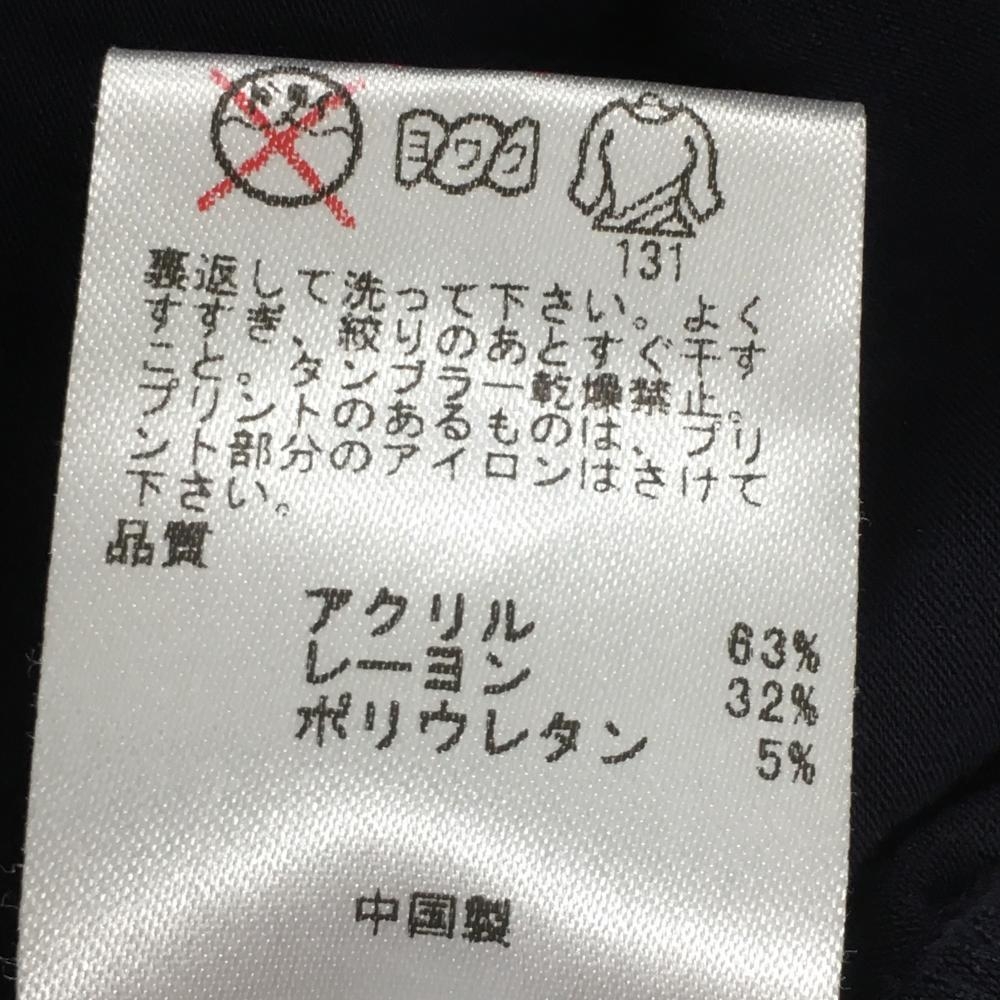 ヨワク
131
裏返して洗って下さい。よく
すすぎ、絞りのあとすぐ干す
こと。タンブラー乾燥禁止。
プリントのあるものは、プリ
ント部分のアイロンはさけて
下さい。
品質
アクリル 63%
レーヨン 32%
ポリウレタン 5%
中国製